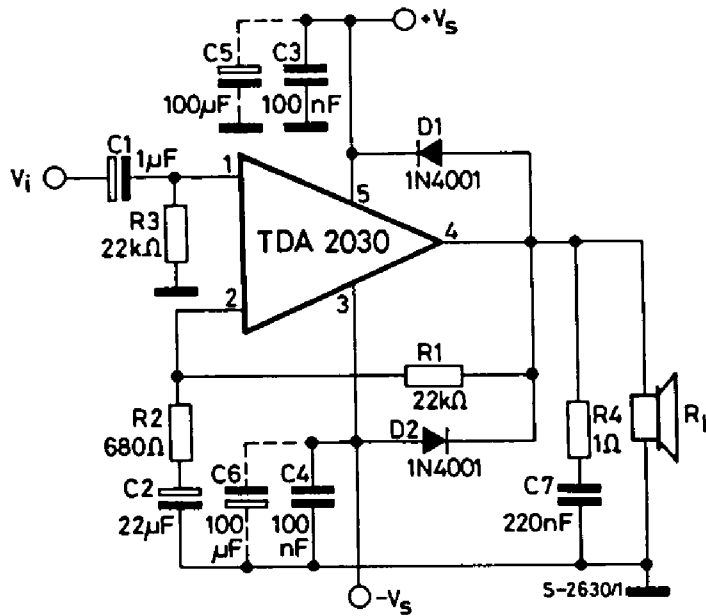 +Vs
C5
C3
100µF
100 nF
D1
1N4001
C1
1µF
Vi
1
5
R3
22kΩ
TDA 2030
4
2
3
R1
22kΩ
R2
680Ω
D2
1N4001
R4
1Ω
RL
C2
22µF
C6
100
µF
C4
100
nF
C7
220nF
S-2630/1
-Vs